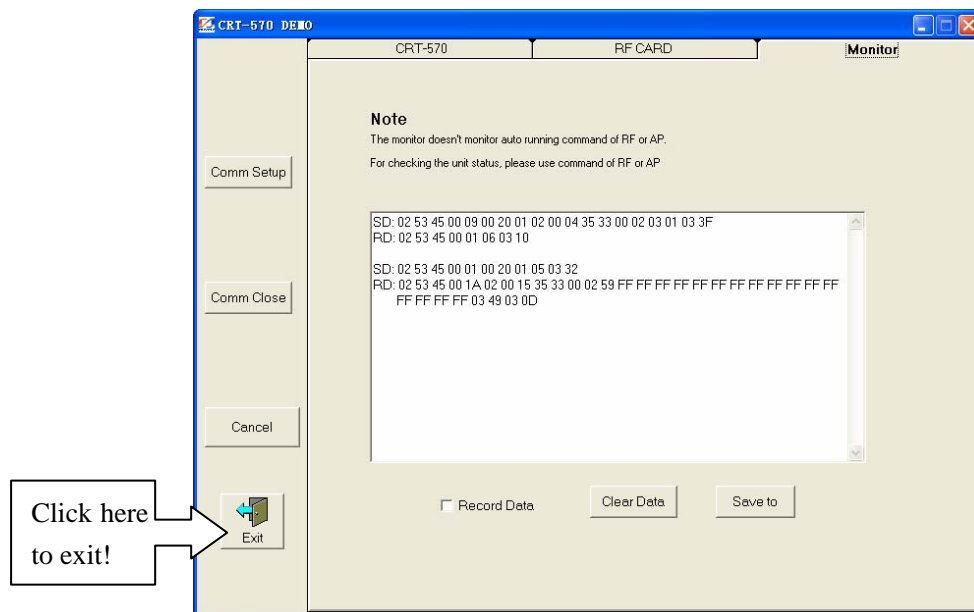 CRT-570 DEMO
CRT-570
RF CARD
Monitor
Note
The monitor doesn't monitor auto running command of RF or AP.
For checking the unit status, please use command of RF or AP
Comm Setup
SD: 02 53 45 00 09 00 20 01 02 00 04 35 33 00 02 03 01 03 3F
RD: 02 53 45 00 01 06 03 10
SD: 02 53 45 00 01 00 20 01 05 03 32
RD: 02 53 45 00 1A 02 00 15 35 33 00 02 59 FF FF FF FF FF FF FF FF FF FF FF FF
FF FF FF FF 03 49 03 0D
Comm Close
Cancel
Record Data
Clear Data
Save to
Exit
Click here
to exit!